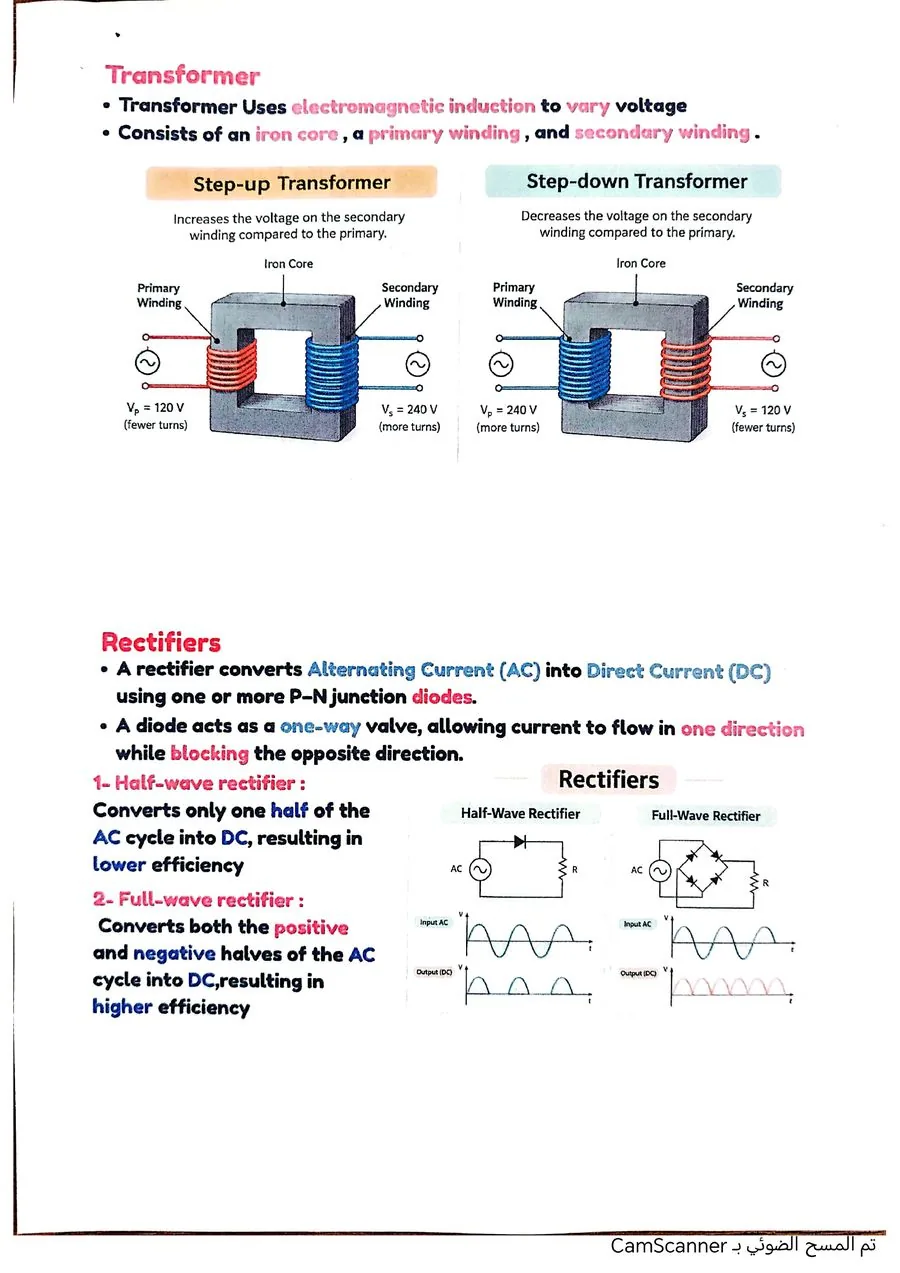 Transformer
• Transformer Uses electromagnetic induction to vary voltage
• Consists of an iron core , a primary winding , and secondary winding .
Step-up Transformer
Increases the voltage on the secondary
winding compared to the primary.
Iron Core
Primary
Winding
Secondary
Winding
Vp = 120 V
(fewer turns)
Vs = 240 V
(more turns)
Step-down Transformer
Decreases the voltage on the secondary
winding compared to the primary.
Iron Core
Primary
Winding
Secondary
Winding
Vp = 240 V
(more turns)
Vs = 120 V
(fewer turns)
Rectifiers
• A rectifier converts Alternating Current (AC) into Direct Current (DC)
using one or more P–N junction diodes.
• A diode acts as a one-way valve, allowing current to flow in one direction
while blocking the opposite direction.
1- Half-wave rectifier :
Converts only one half of the
AC cycle into DC, resulting in
lower efficiency
2- Full-wave rectifier :
Converts both the positive
and negative halves of the AC
cycle into DC,resulting in
higher efficiency
Rectifiers
Half-Wave Rectifier
AC
R
Input AC
V
t
Output (DC)
V
t
Full-Wave Rectifier
AC
R
Input AC
V
t
Output (DC)
V
t
تم المسح الضوئي بـ CamScanner